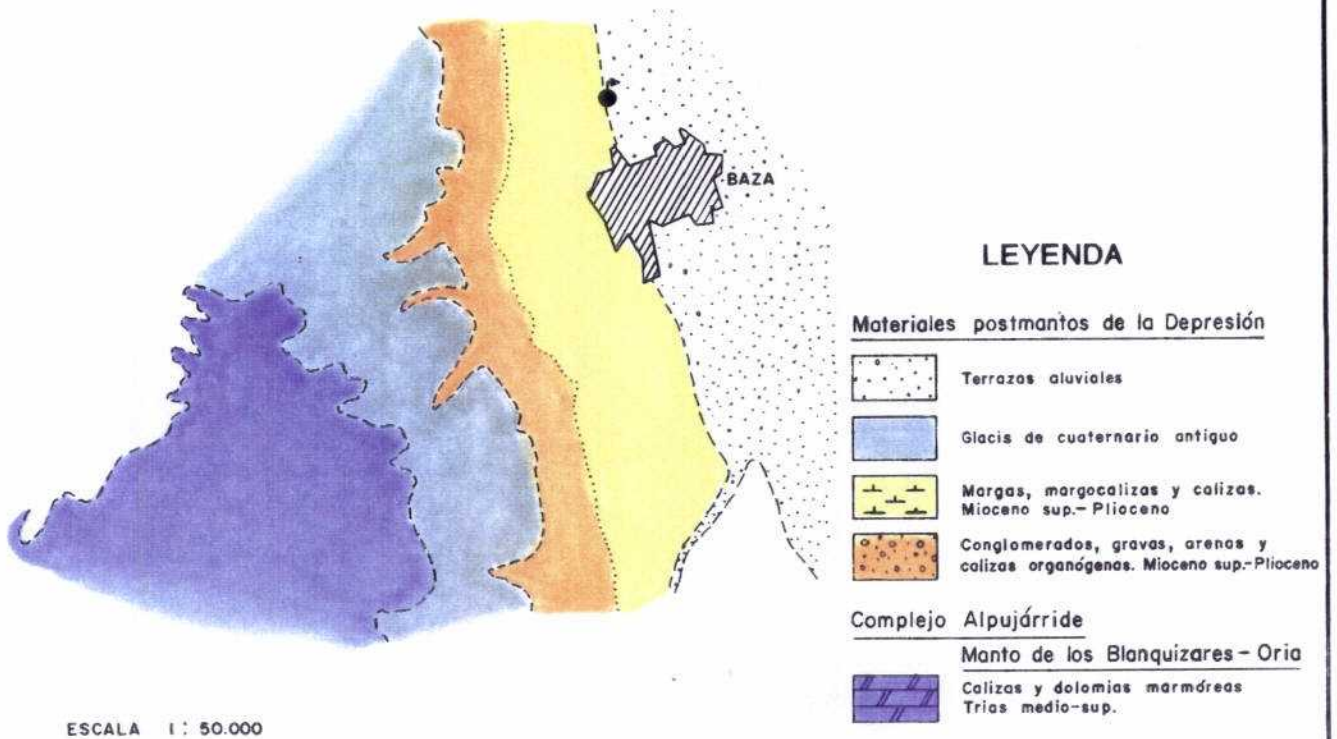 BAZA
LEYENDA
Materiales postmantos de la Depresión
Terrazas aluviales
Glacis de cuaternario antiguo
Margas, margocalizas y calizas.
Mioceno sup.-Plioceno
Conglomerados, gravas, arenas y
calizas organógenas. Mioceno sup.-Plioceno
Complejo Alpujárride
Manto de los Blanquizares-Oria
Calizas y dolomias marmóreas
Trias medio-sup.
ESCALA 1: 50.000